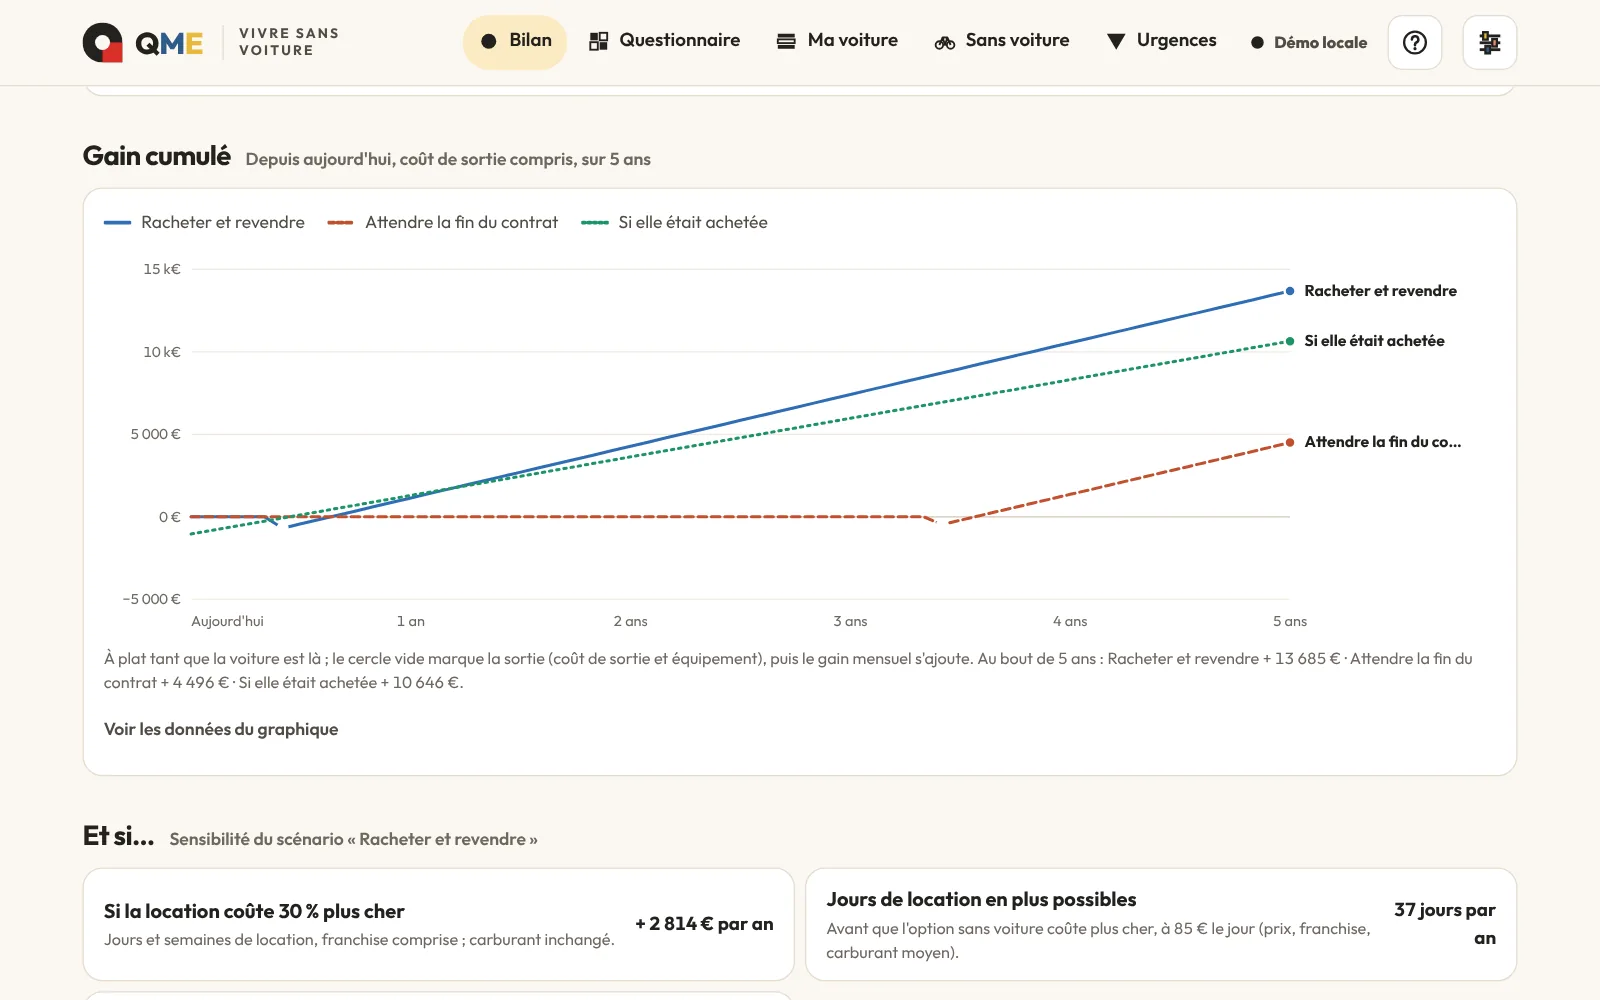 QME
VIVRE SANS
VOITURE
Bilan
Questionnaire
Ma voiture
Sans voiture
Urgences
Démo locale
Gain cumulé
Depuis aujourd'hui, coût de sortie compris, sur 5 ans
Racheter et revendre
Attendre la fin du contrat
Si elle était achetée
15 k€
10 k€
5 000 €
0 €
−5 000 €
Racheter et revendre
Si elle était achetée
Attendre la fin du co...
Aujourd'hui
1 an
2 ans
3 ans
4 ans
5 ans
À plat tant que la voiture est là ; le cercle vide marque la sortie (coût de sortie et équipement), puis le gain mensuel s'ajoute. Au bout de 5 ans : Racheter et revendre + 13 685 € · Attendre la fin du
contrat + 4 496 € · Si elle était achetée + 10 646 €.
Voir les données du graphique
Et si...
Sensibilité du scénario « Racheter et revendre »
Si la location coûte 30 % plus cher
Jours et semaines de location, franchise comprise ; carburant inchangé.
+ 2 814 € par an
Jours de location en plus possibles
Avant que l'option sans voiture coûte plus cher, à 85 € le jour (prix, franchise,
carburant moyen).
37 jours par
an